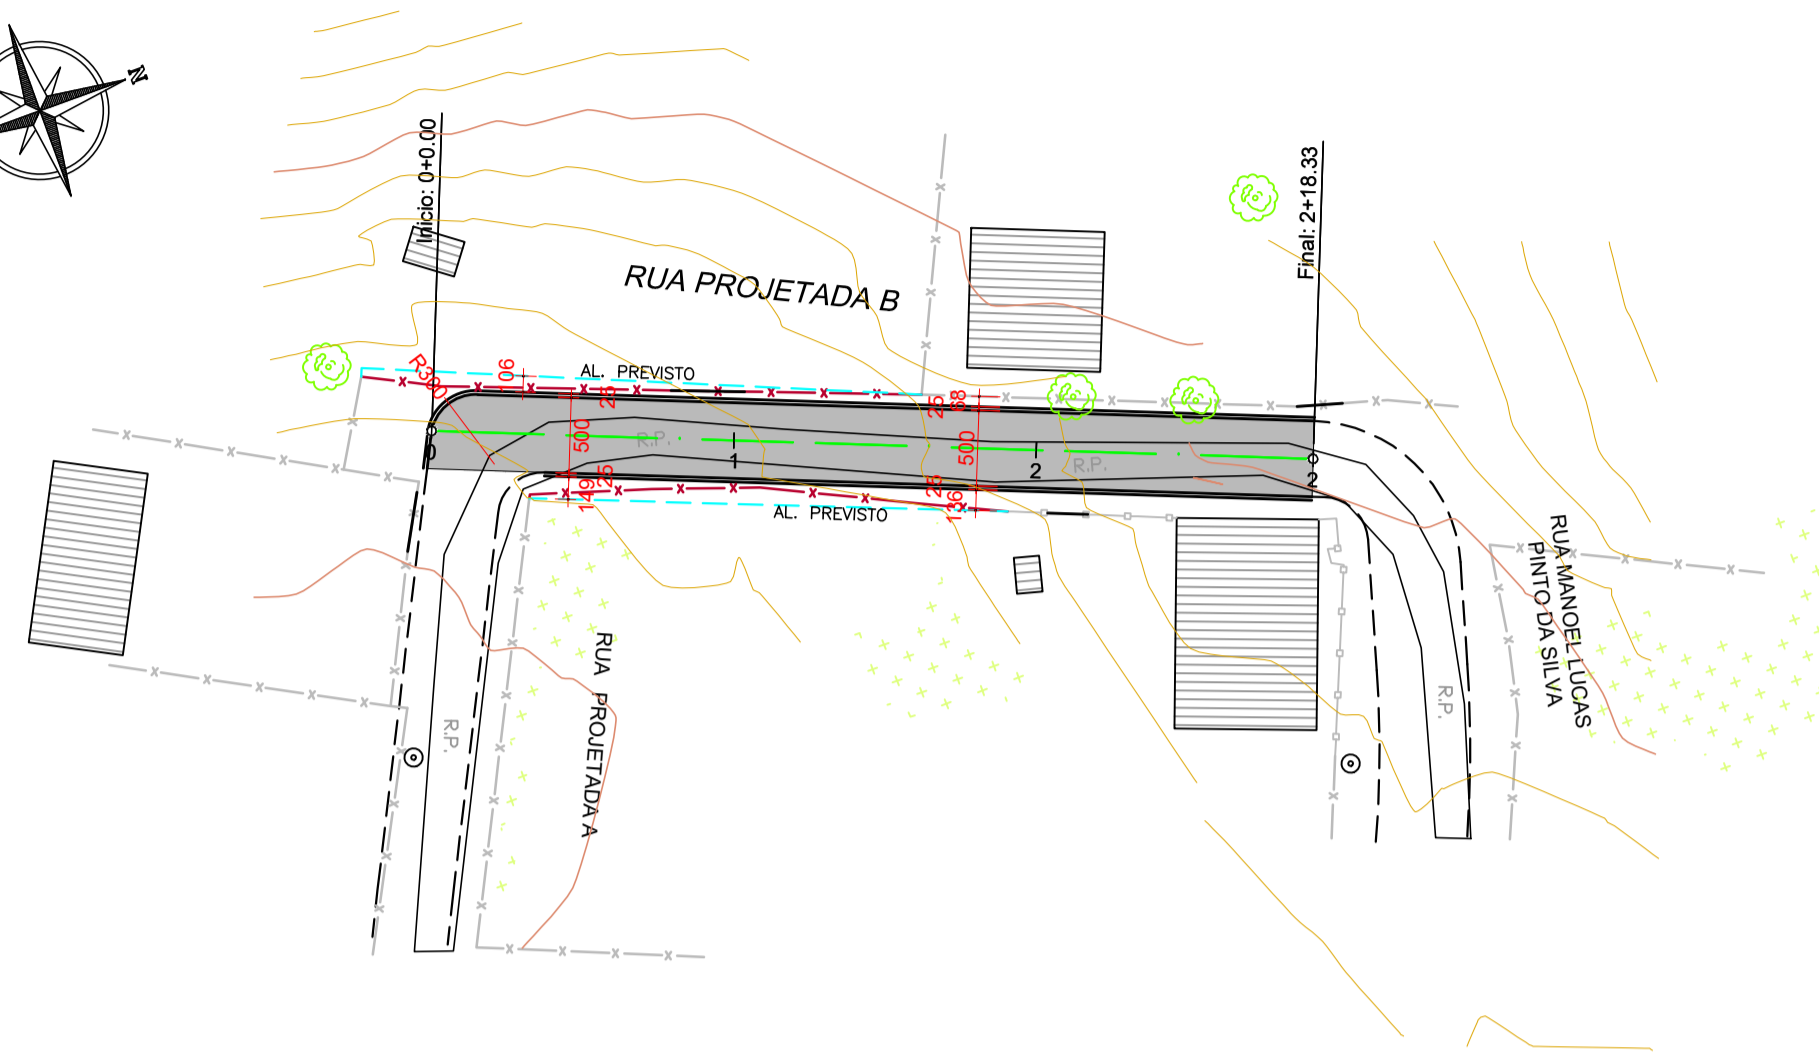 N
Início: 0+0.00
Final: 2+18.33
RUA PROJETADA B
R300
106
AL. PREVISTO
25
25
68
500
R.P.
500
R.P.
0
1
2
2
25
149
25
136
AL. PREVISTO
RUA PROJETADA A
R.P.
R.P.
RUA MANOEL LUCAS
PINTO DA SILVA